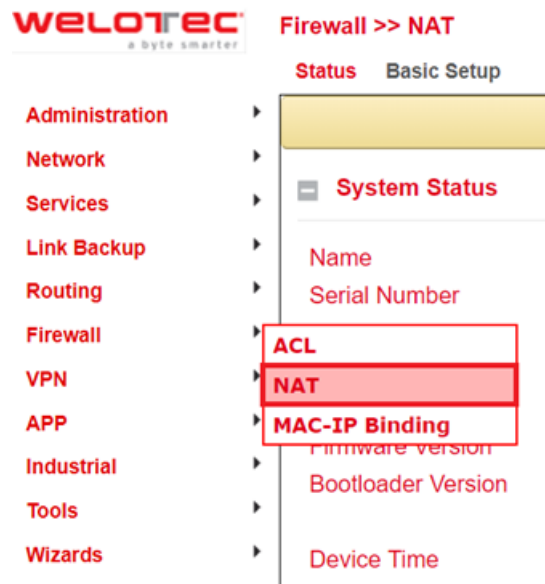 WELOTEC
a byte smarter
Firewall >> NAT
Status Basic Setup
Administration
Network
Services
Link Backup
Routing
Firewall
VPN
APP
Industrial
Tools
Wizards
System Status
Name
Serial Number
ACL
NAT
MAC-IP Binding
Firmware Version
Bootloader Version
Device Time